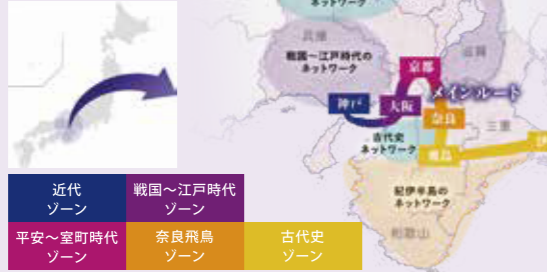 ネットワーク
兵庫
滋賀
戦国～江戸時代の
ネットワーク
京都
メインルート
神戸
大阪
奈良
三重
古代史
ネットワーク
飛鳥
紀伊半島の
ネットワーク
和歌山
近代
ゾーン
戦国～江戸時代
ゾーン
平安～室町時代
ゾーン
奈良飛鳥
ゾーン
古代史
ゾーン